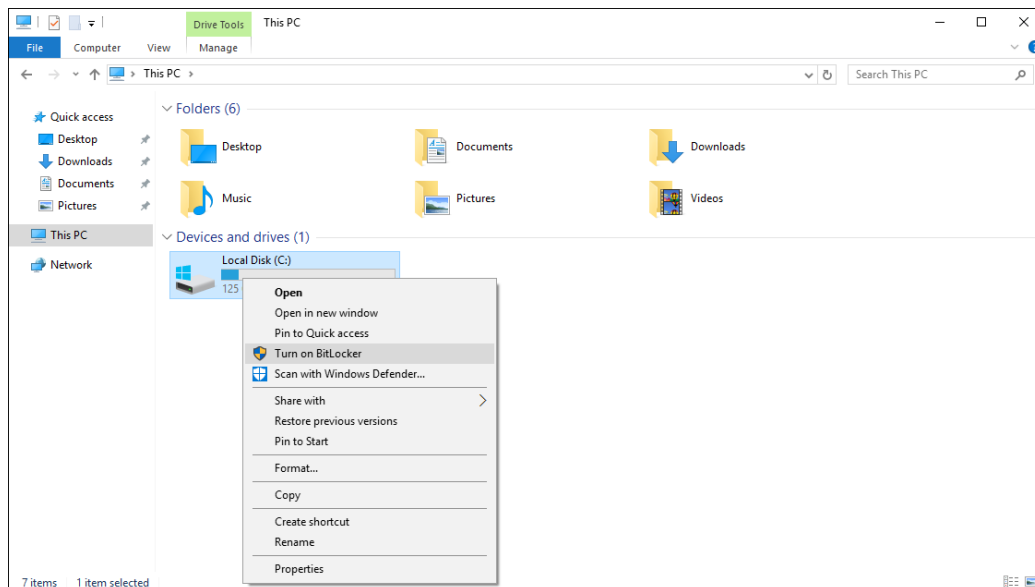 Drive Tools
This PC
File
Computer
View
Manage
This PC
Search This PC
Quick access
Desktop
Downloads
Documents
Pictures
This PC
Network
Folders (6)
Desktop
Documents
Downloads
Music
Pictures
Videos
Devices and drives (1)
Local Disk (C:)
125
Open
Open in new window
Pin to Quick access
Turn on BitLocker
Scan with Windows Defender...
Share with
Restore previous versions
Pin to Start
Format...
Copy
Create shortcut
Rename
Properties
7 items 1 item selected